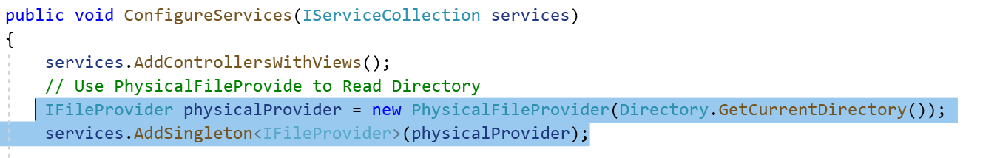 public void ConfigureServices(IServiceCollection services)
{
services.AddControllersWithViews();
// Use PhysicalFileProvide to Read Directory
IFileProvider physicalProvider = new PhysicalFileProvider(Directory.GetCurrentDirectory());
services.AddSingleton<IFileProvider>(physicalProvider);